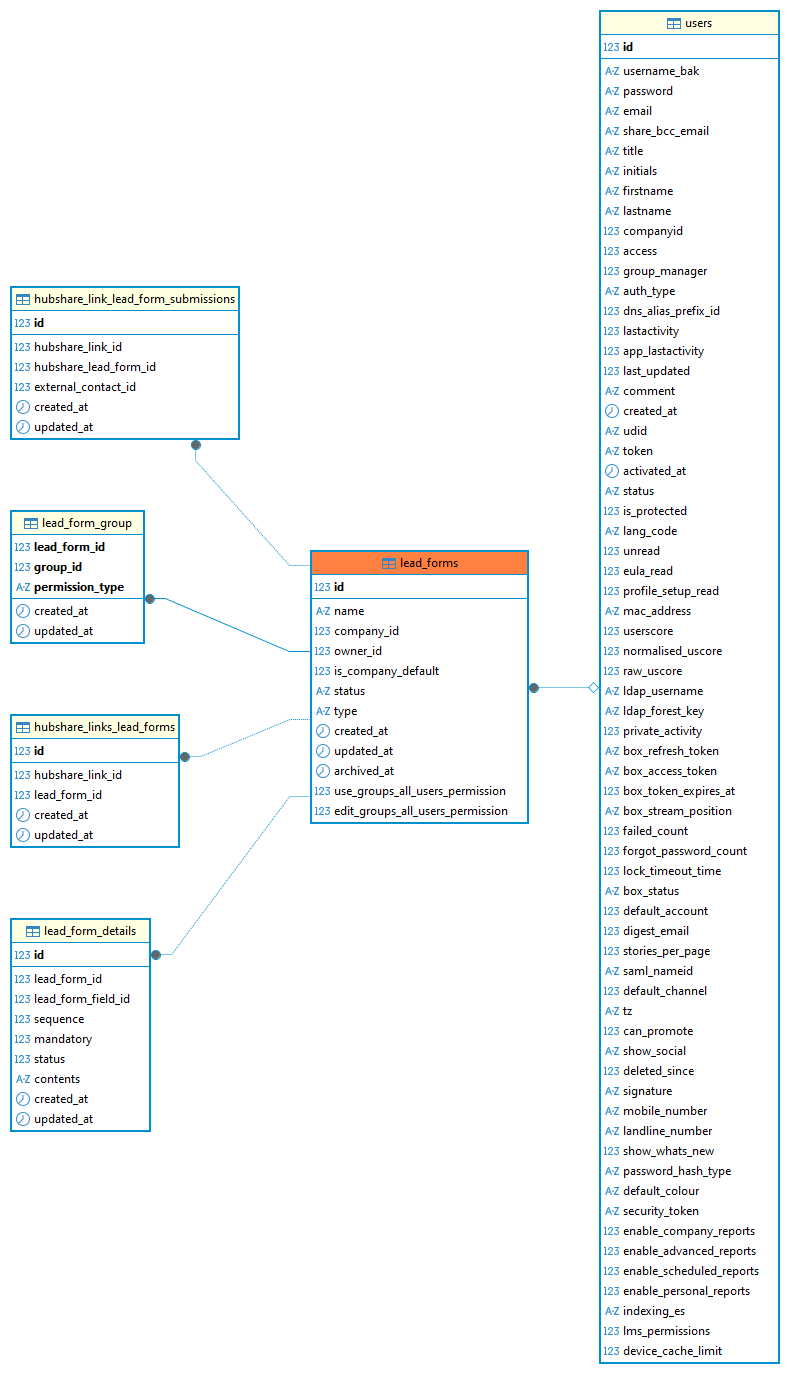 users
123 id
A-Z username_bak
A-Z password
A-Z email
A-Z share_bcc_email
A-Z title
A-Z initials
A-Z firstname
A-Z lastname
123 companyid
123 access
123 group_manager
A-Z auth_type
123 dns_alias_prefix_id
123 lastactivity
123 app_lastactivity
123 last_updated
A-Z comment
created_at
A-Z udid
A-Z token
activated_at
A-Z status
123 is_protected
A-Z lang_code
123 unread
123 eula_read
123 profile_setup_read
A-Z mac_address
123 userscore
123 normalised_uscore
123 raw_uscore
A-Z ldap_username
A-Z ldap_forest_key
123 private_activity
A-Z box_refresh_token
A-Z box_access_token
123 box_token_expires_at
A-Z box_stream_position
123 failed_count
123 forgot_password_count
123 lock_timeout_time
A-Z box_status
123 default_account
123 digest_email
123 stories_per_page
A-Z saml_nameid
123 default_channel
A-Z tz
123 can_promote
A-Z show_social
123 deleted_since
A-Z signature
A-Z mobile_number
A-Z landline_number
123 show_whats_new
A-Z password_hash_type
A-Z default_colour
A-Z security_token
123 enable_company_reports
123 enable_advanced_reports
123 enable_scheduled_reports
123 enable_personal_reports
A-Z indexing_es
123 lms_permissions
123 device_cache_limit
hubshare_link_lead_form_submissions
123 id
123 hubshare_link_id
123 hubshare_lead_form_id
123 external_contact_id
created_at
updated_at
lead_form_group
123 lead_form_id
123 group_id
A-Z permission_type
created_at
updated_at
lead_forms
123 id
A-Z name
123 company_id
123 owner_id
123 is_company_default
A-Z status
A-Z type
created_at
updated_at
archived_at
123 use_groups_all_users_permission
123 edit_groups_all_users_permission
hubshare_links_lead_forms
123 id
123 hubshare_link_id
123 lead_form_id
created_at
updated_at
lead_form_details
123 id
123 lead_form_id
123 lead_form_field_id
123 sequence
123 mandatory
123 status
A-Z contents
created_at
updated_at